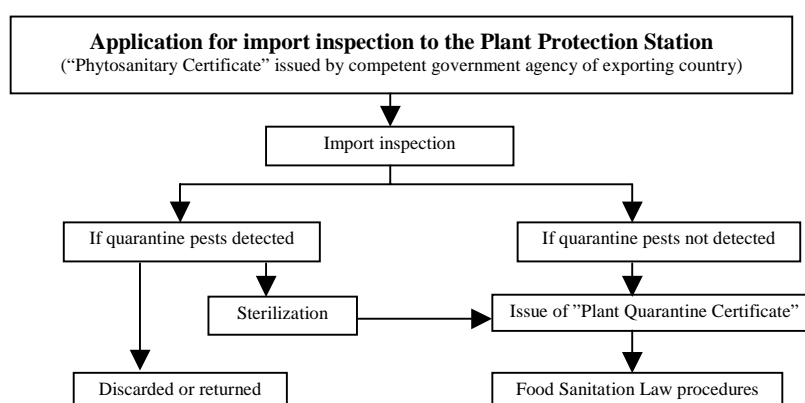 Application for import inspection to the Plant Protection Station
(“Phytosanitary Certificate” issued by competent government agency of exporting country)
Import inspection
If quarantine pests detected
If quarantine pests not detected
Sterilization
Issue of ”Plant Quarantine Certificate”
Discarded or returned
Food Sanitation Law procedures